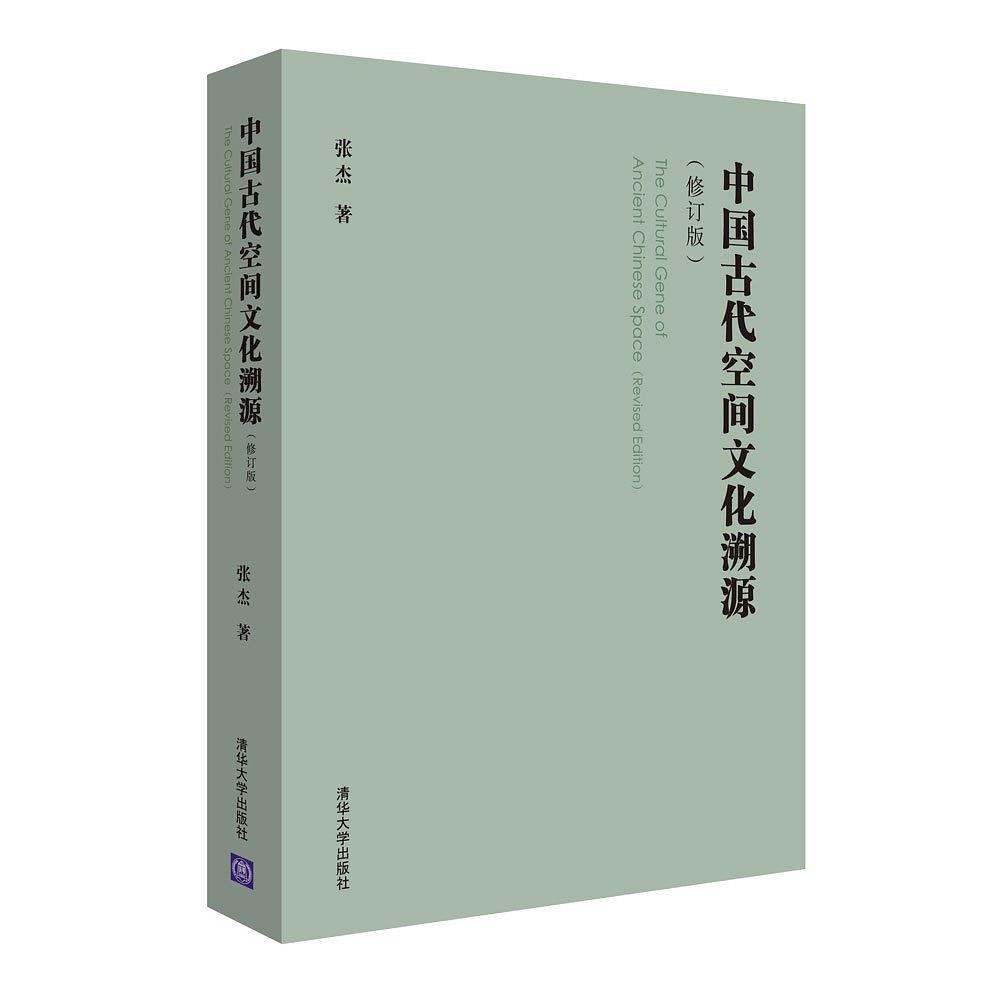 中国古代空间文化溯源
（修订版）
The Cultural Gene of
Ancient Chinese Space（Revised Edition）
张杰 著
清华大学出版社
中国古代空间文化溯源（修订版）
The Cultural Gene of Ancient Chinese Space（Revised Edition）
张杰 著
清华大学出版社